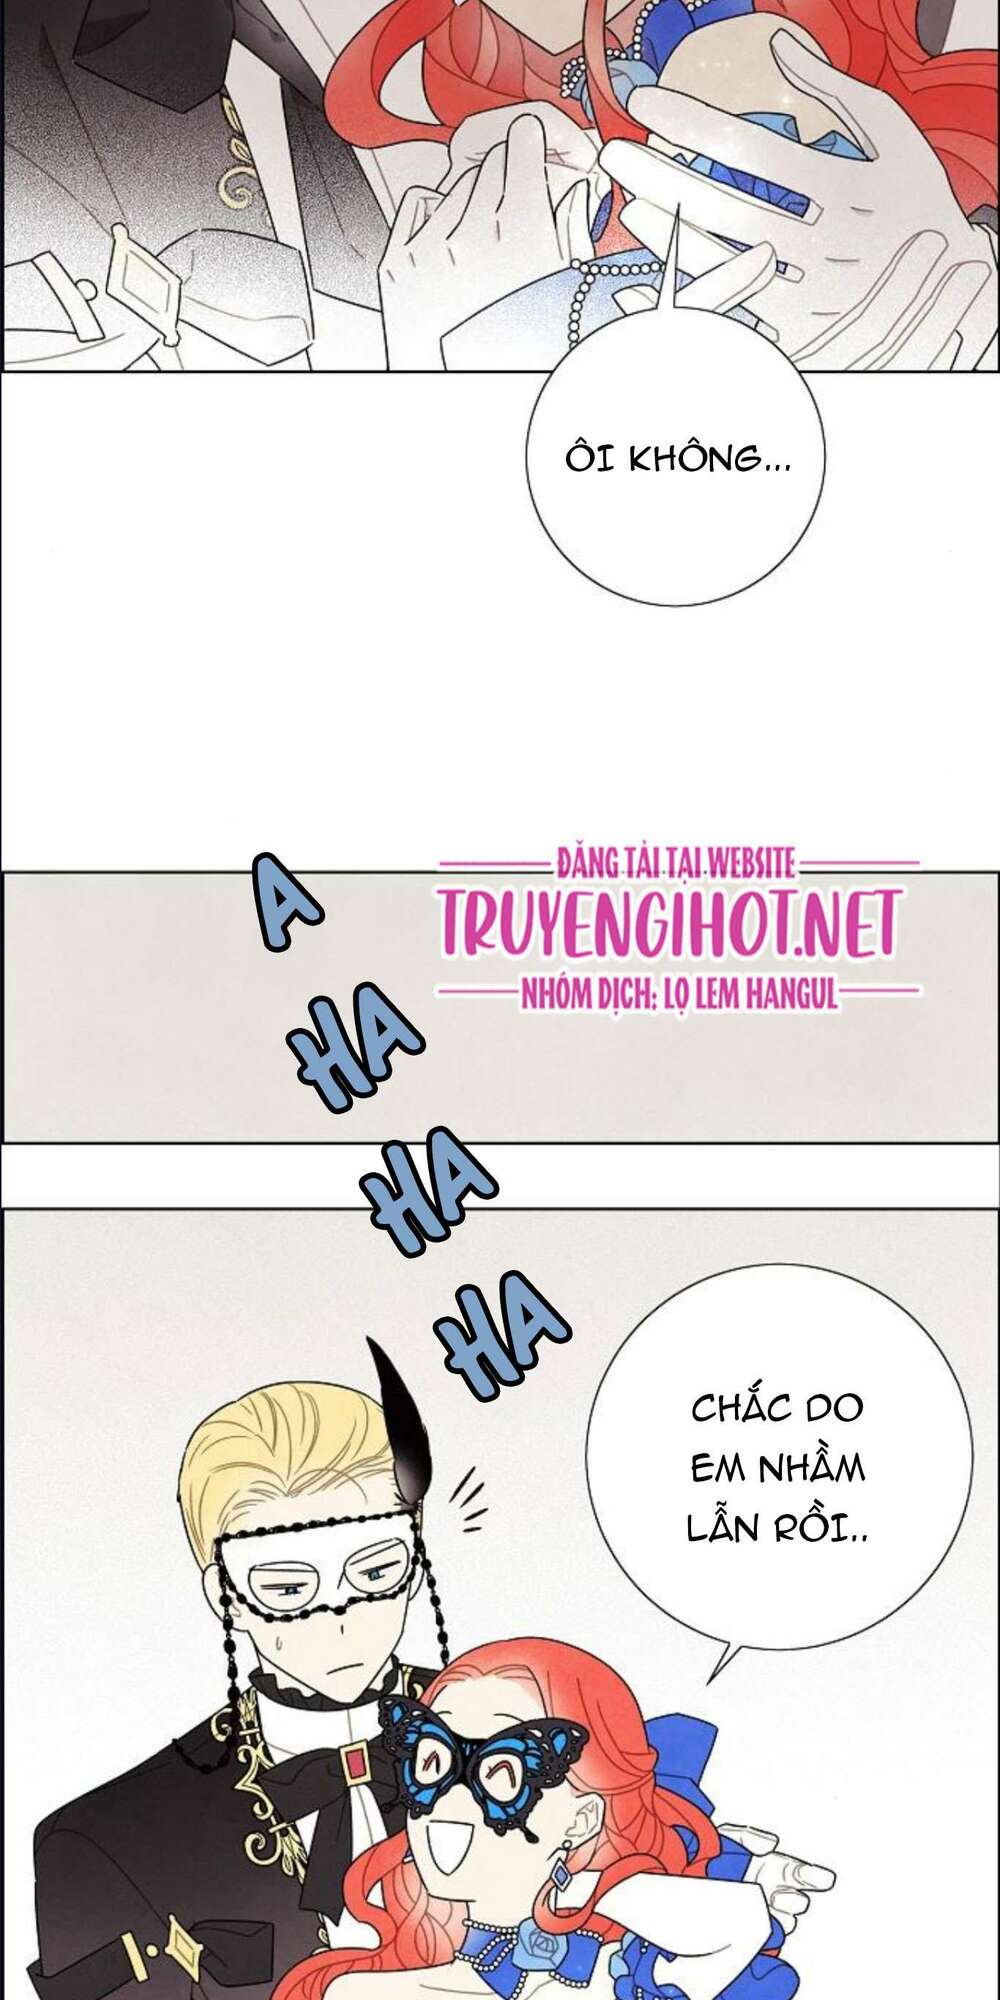 ÔI KHÔNG...
ĐĂNG TẢI TẠI WEBSITE
TRUYENGIHOT.NET
NHÓM DỊCH: LỌ LEM HANGUL
A
HA
HA
HA
CHẮC DO
EM NHẦM
LẪN RỒI..